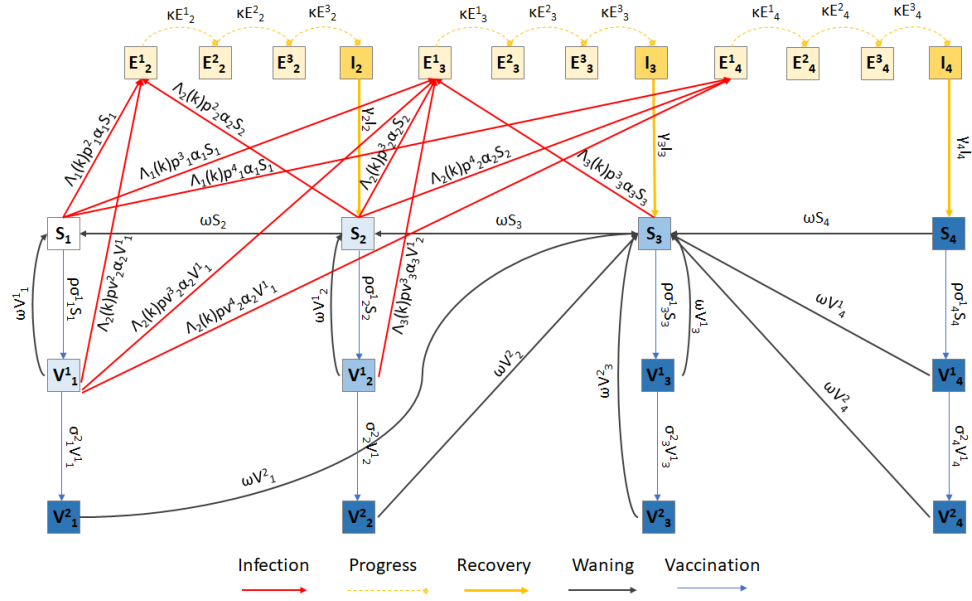 κE¹₂ κE²₂ κE³₂ κE¹₃ κE²₃ κE³₃ κE¹₄ κE²₄ κE³₄
E¹₂ E²₂ E³₂ I₂ E¹₃ E²₃ E³₃ I₃ E¹₄ E²₄ E³₄ I₄
Λ₁(k)p²₁α₁S₁
Λ₂(k)p²₂α₂S₂
γ₂I₂
Λ₁(k)p³₁α₁S₁
Λ₁(k)p⁴₁α₁S₁
Λ₂(k)p³₂α₂S₂
Λ₂(k)p⁴₂α₂S₂
Λ₃(k)p³₃α₃S₃
γ₃I₃
γ₄I₄
S₁ ωS₂ S₂ ωS₃ S₃ ωS₄ S₄
ωV¹₁
ρσ¹₁S₁
Λ₂(k)pv²₂α₂V¹₁
Λ₂(k)pv³₂α₂V¹₁
Λ₂(k)pv⁴₂α₂V¹₁
ωV¹₂
ρσ¹₂S₂
Λ₃(k)pv³₃α₃V¹₂
ρσ¹₃S₃
ωV¹₃
ωV¹₄
ρσ¹₄S₄
V¹₁ V¹₂ V¹₃ V¹₄
σ²₁V¹₁
ωV²₁
σ²₂V¹₂
ωV²₂
ωV²₃
σ²₃V¹₃
ωV²₄
σ²₄V¹₄
V²₁ V²₂ V²₃ V²₄
Infection Progress Recovery Waning Vaccination